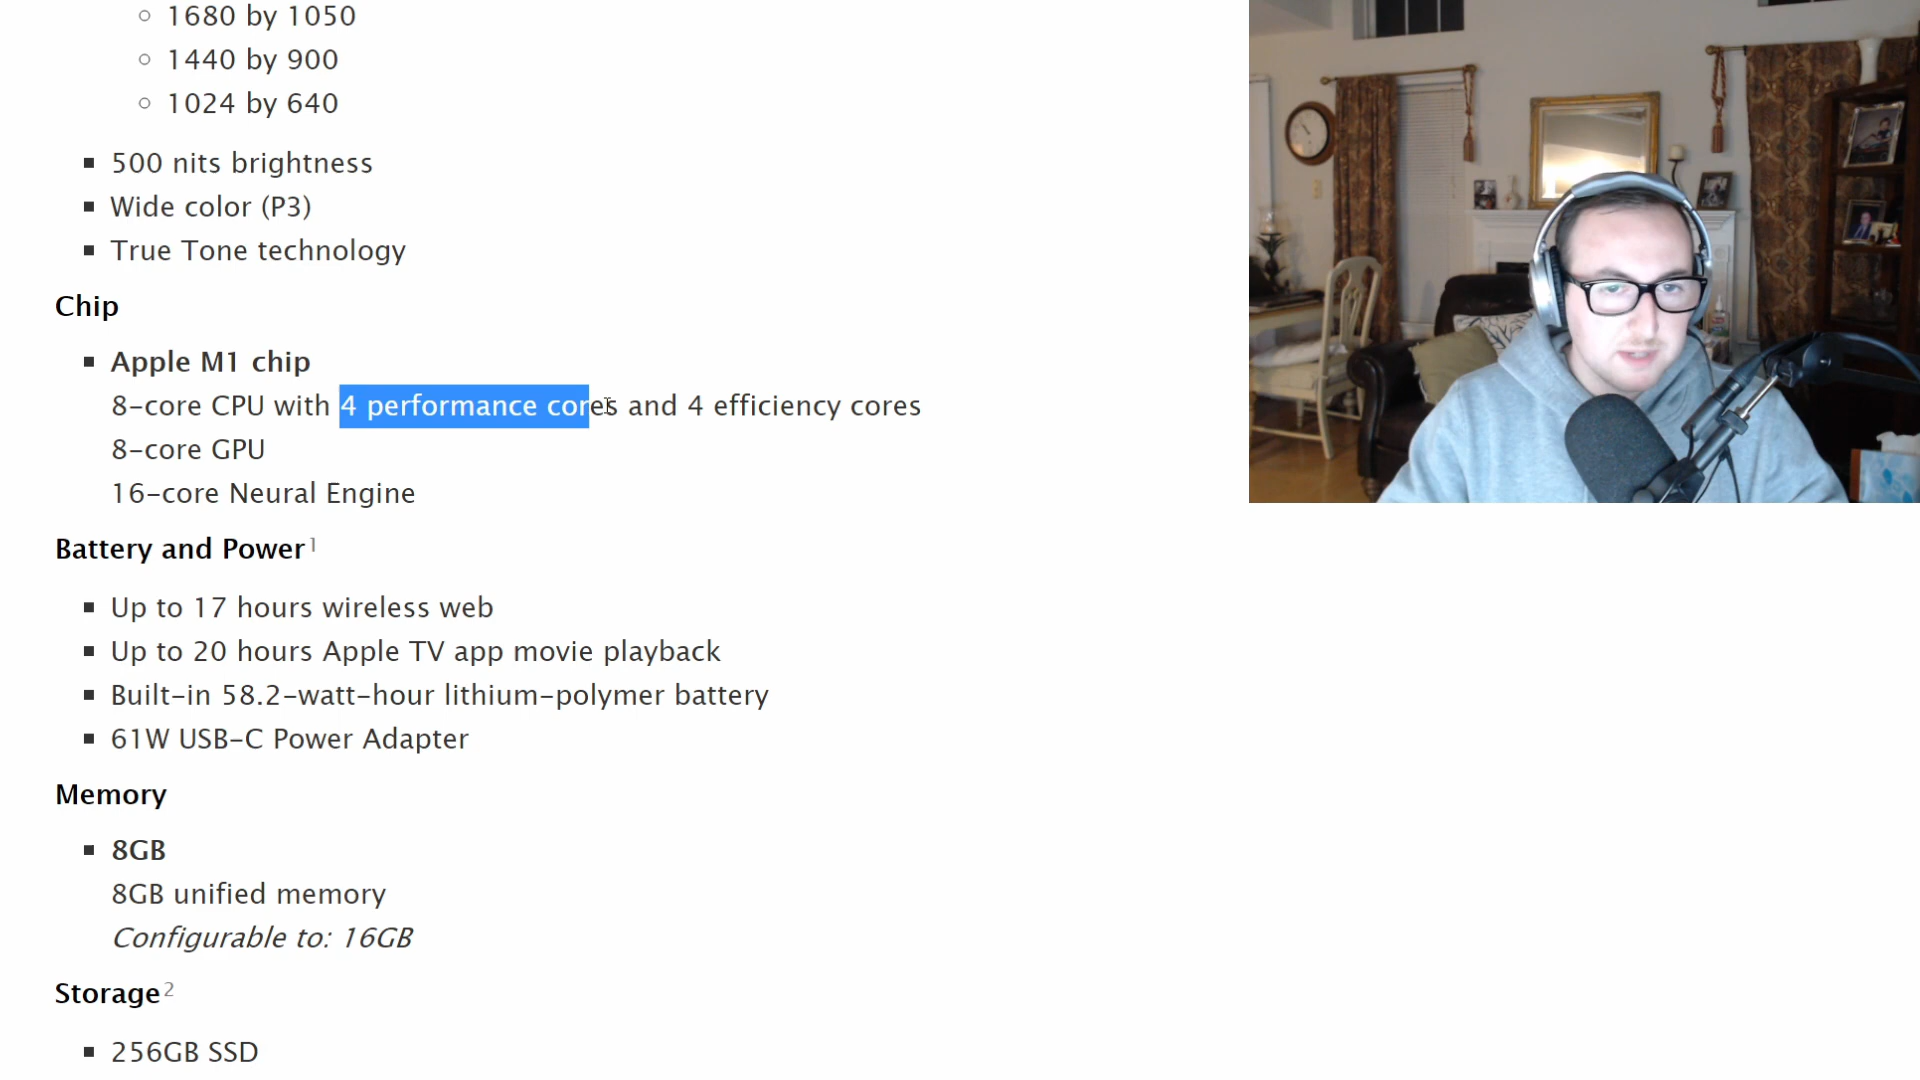 1680 by 1050
1440 by 900
1024 by 640
500 nits brightness
Wide color (P3)
True Tone technology
Chip
Apple M1 chip
8-core CPU with 4 performance cores and 4 efficiency cores
8-core GPU
16-core Neural Engine
Battery and Power1
Up to 17 hours wireless web
Up to 20 hours Apple TV app movie playback
Built-in 58.2-watt-hour lithium-polymer battery
61W USB-C Power Adapter
Memory
8GB
8GB unified memory
Configurable to: 16GB
Storage2
256GB SSD